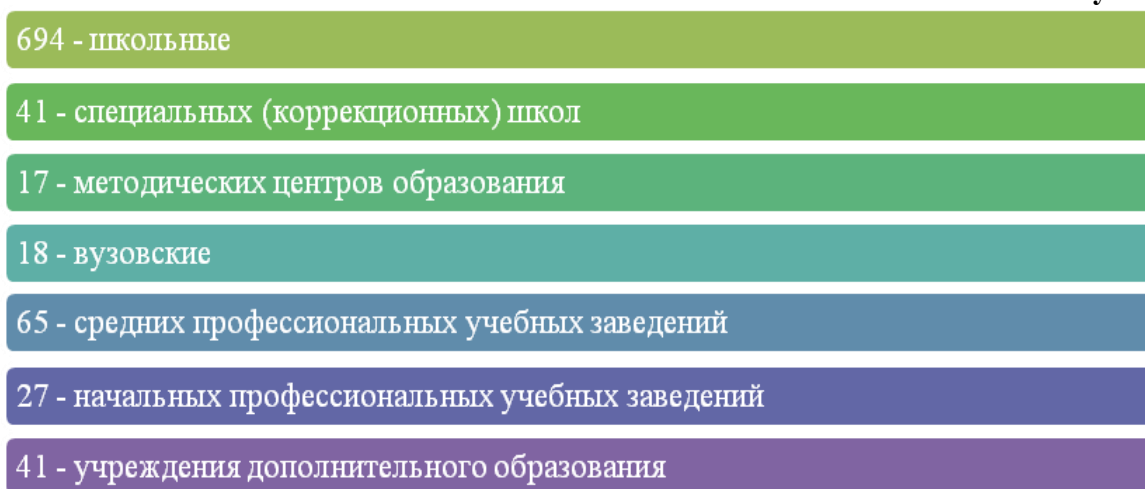 694 - школьные
41 - специальных (коррекционных) школ
17 - методических центров образования
18 - вузовские
65 - средних профессиональных учебных заведений
27 - начальных профессиональных учебных заведений
41 - учреждения дополнительного образования